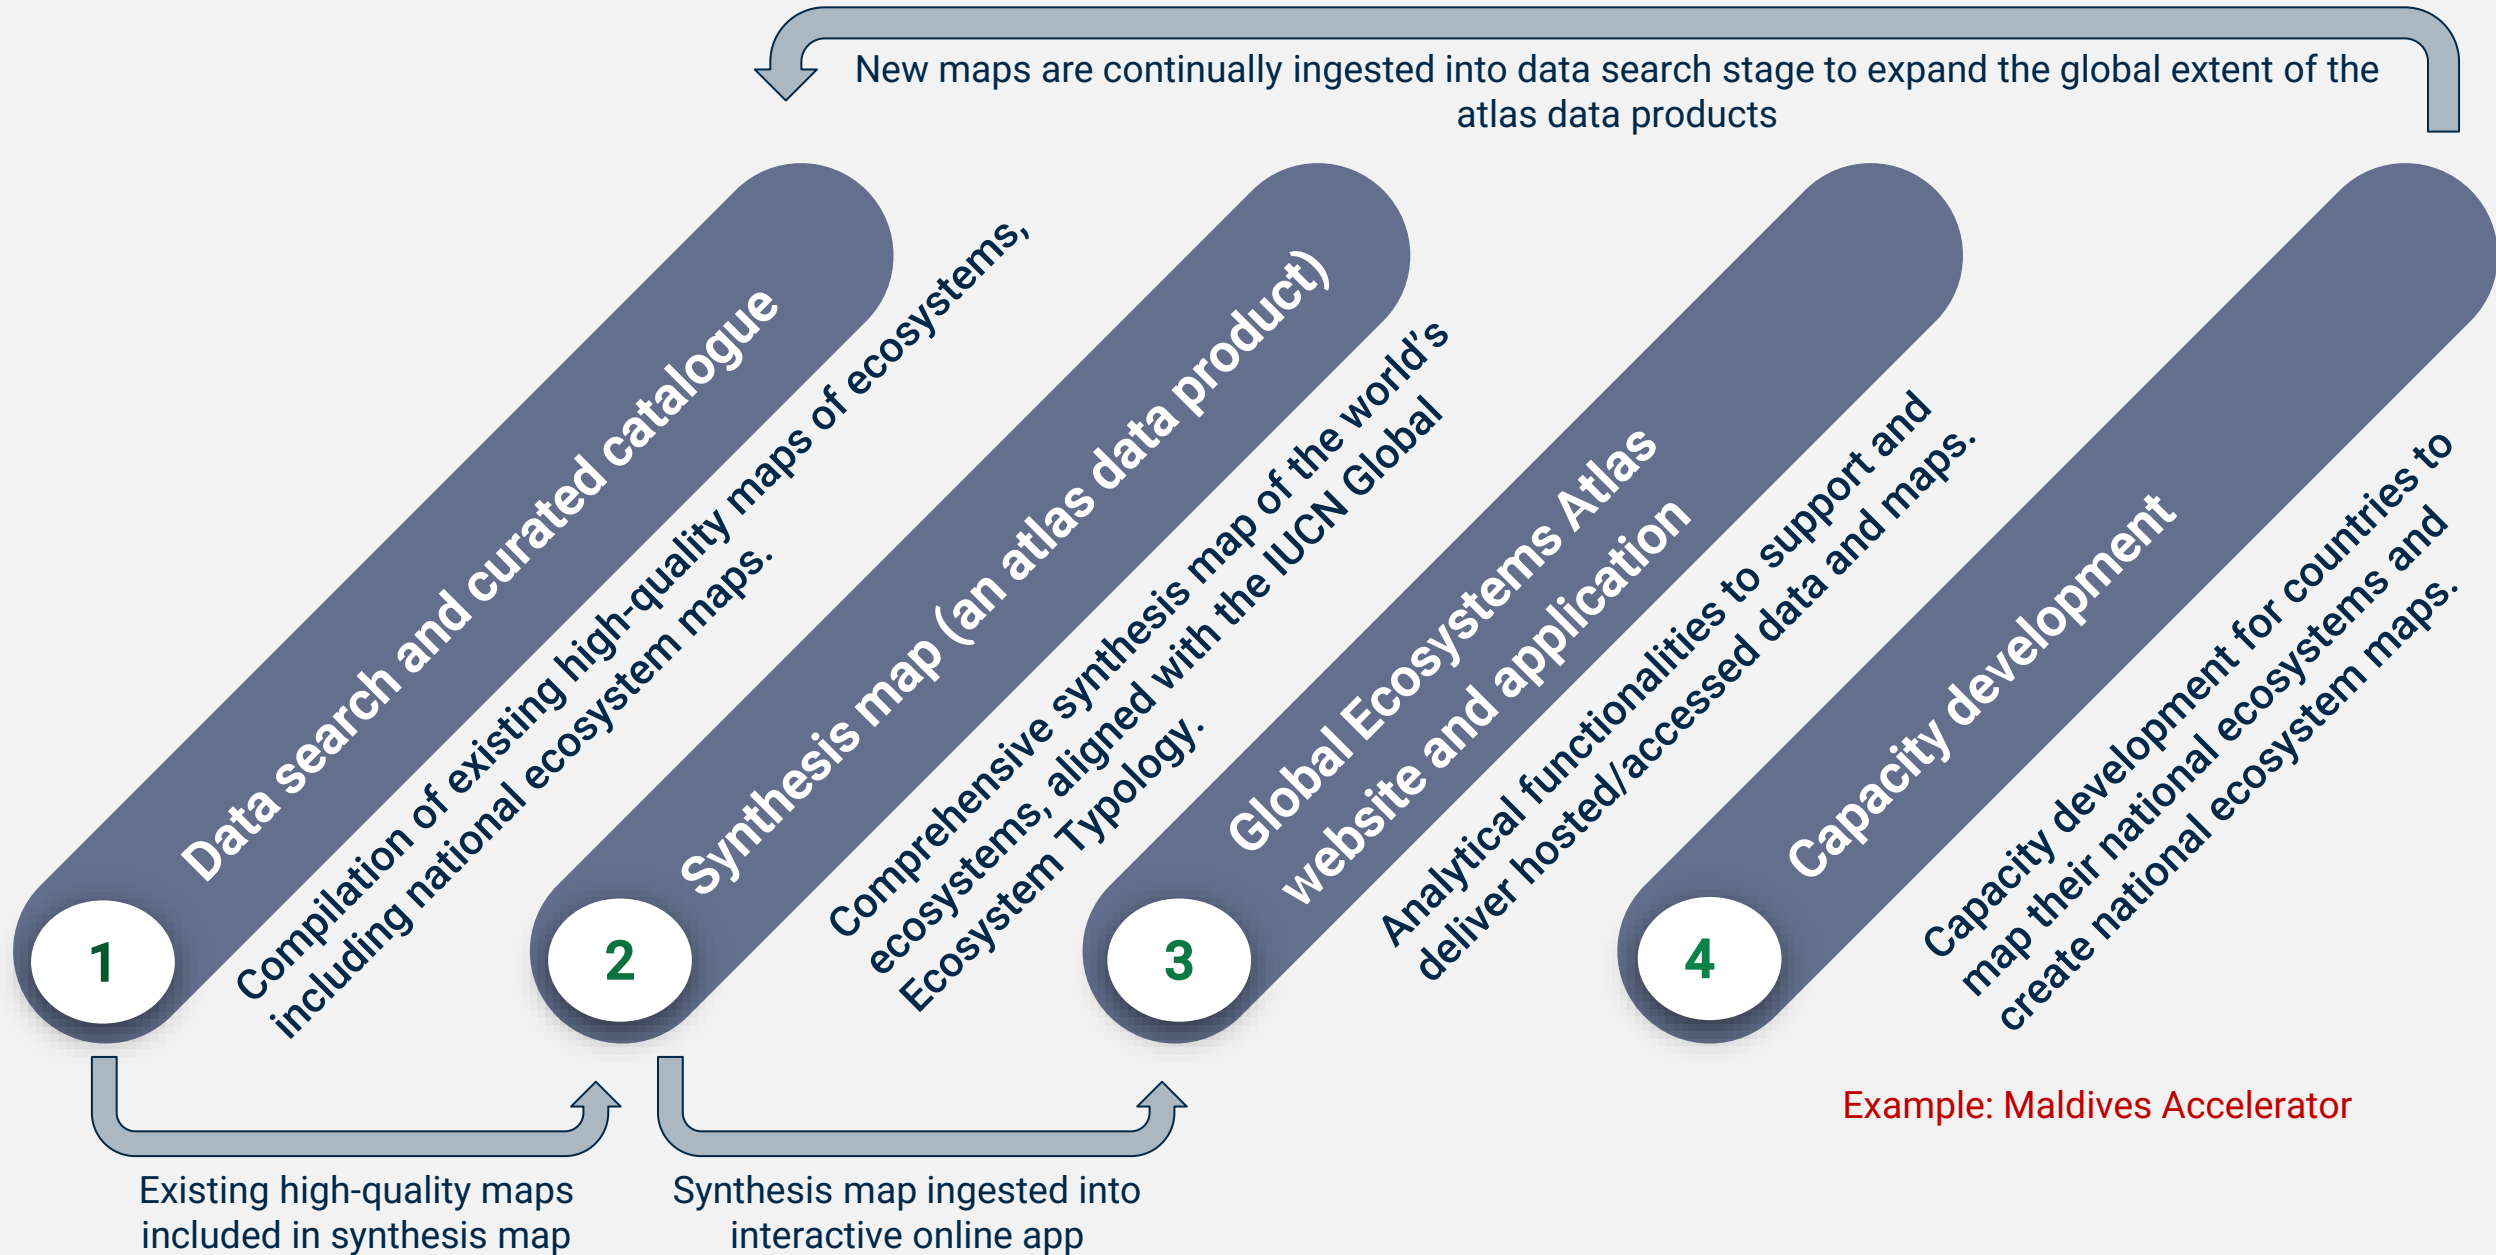 New maps are continually ingested into data search stage to expand the global extent of the
atlas data products
1
Data search and curated catalogue
Compilation of existing high-quality maps of ecosystems,
including national ecosystem maps.
2
Synthesis map (an atlas data product)
Comprehensive synthesis map of the world’s
ecosystems, aligned with the IUCN Global
Ecosystem Typology.
3
Global Ecosystems Atlas
website and application
Analytical functionalities to support and
deliver hosted/accessed data and maps.
4
Capacity development
Capacity development for countries to
map their national ecosystems and
create national ecosystem maps.
Example: Maldives Accelerator
Existing high-quality maps
included in synthesis map
Synthesis map ingested into
interactive online app